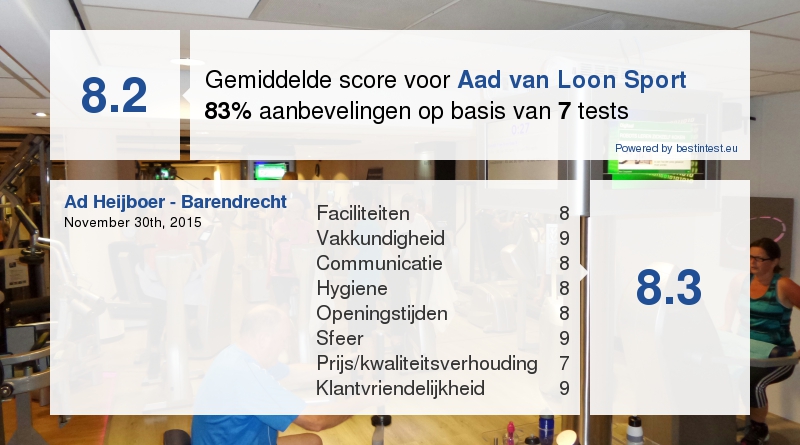 8.2
Gemiddelde score voor Aad van Loon Sport
83% aanbevelingen op basis van 7 tests
Powered by bestintest.eu
Ad Heijboer - Barendrecht
November 30th, 2015
Faciliteiten 8
Vakkundigheid 9
Communicatie 8
Hygiene 8
Openingstijden 8
Sfeer 9
Prijs/kwaliteitsverhouding 7
Klantvriendelijkheid 9
8.3